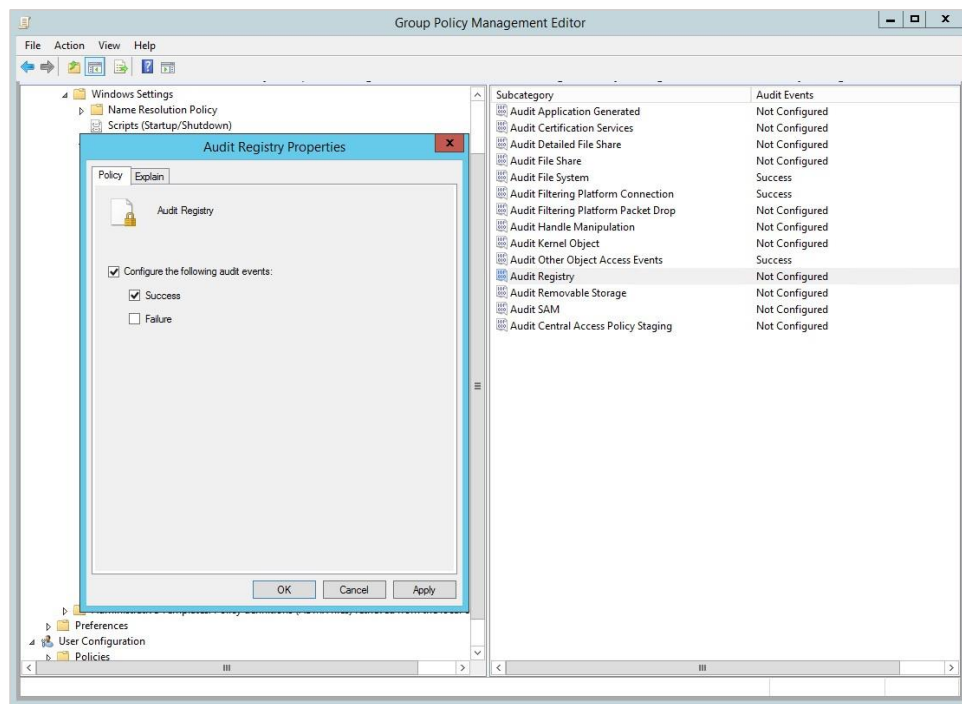 Group Policy Management Editor
File Action View Help
Windows Settings
Name Resolution Policy
Scripts (Startup/Shutdown)
Audit Registry Properties
Policy Explain
Audit Registry
Configure the following audit events:
Success
Failure
OK Cancel Apply
Preferences
User Configuration
Policies
Subcategory Audit Events
Audit Application Generated Not Configured
Audit Certification Services Not Configured
Audit Detailed File Share Not Configured
Audit File Share Not Configured
Audit File System Success
Audit Filtering Platform Connection Success
Audit Filtering Platform Packet Drop Not Configured
Audit Handle Manipulation Not Configured
Audit Kernel Object Not Configured
Audit Other Object Access Events Success
Audit Registry Not Configured
Audit Removable Storage Not Configured
Audit SAM Not Configured
Audit Central Access Policy Staging Not Configured